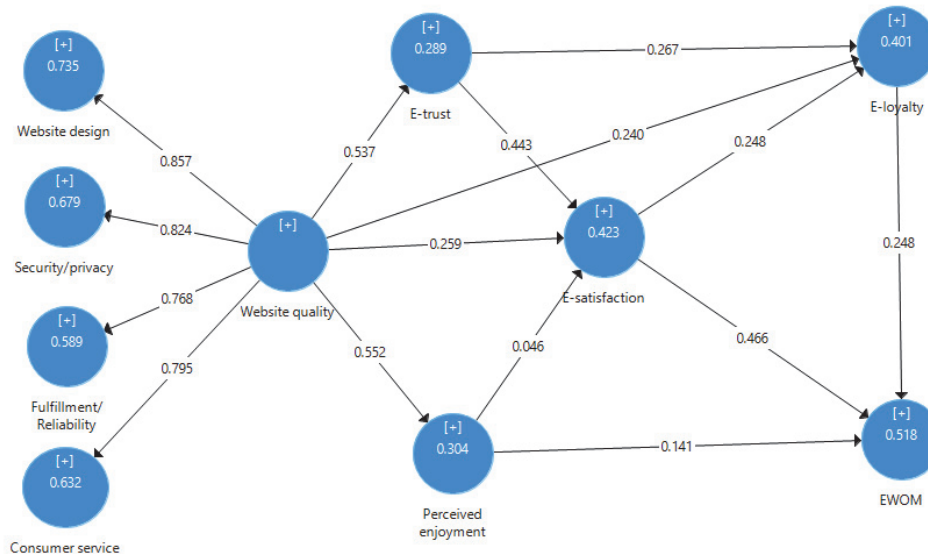 [+]
0.735
Website design
[+]
0.679
Security/privacy
[+]
0.589
Fulfillment/
Reliability
[+]
0.632
Consumer service
0.857
0.824
0.768
0.795
[+]
Website quality
0.537
0.240
0.259
0.552
[+]
0.289
E-trust
0.267
0.443
[+]
0.423
E-satisfaction
0.248
0.466
0.046
[+]
0.304
Perceived
enjoyment
0.141
[+]
0.401
E-loyalty
0.248
[+]
0.518
EWOM